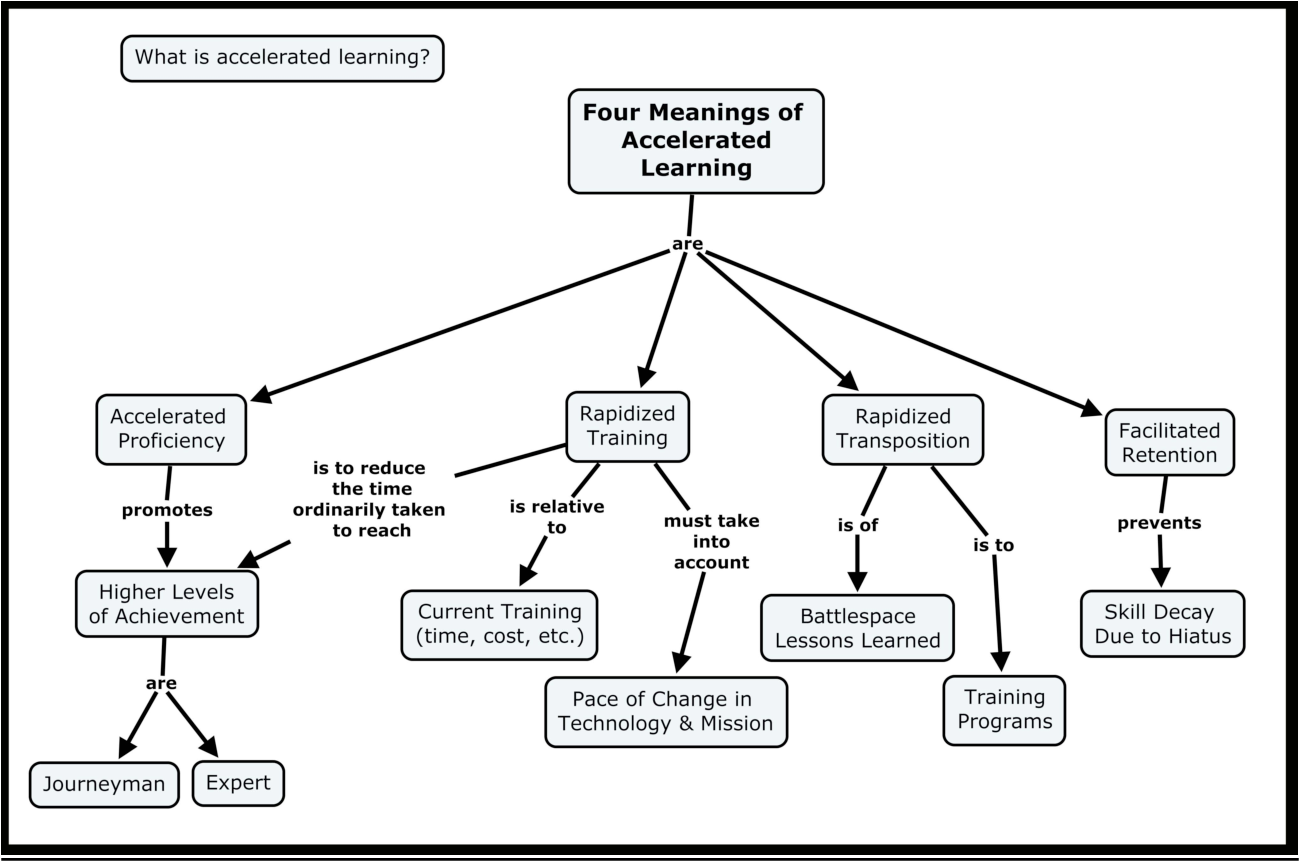 What is accelerated learning?
Four Meanings of
Accelerated
Learning
are
Accelerated
Proficiency
promotes
Higher Levels
of Achievement
are
Journeyman
Expert
Rapidized
Training
is to reduce
the time
ordinarily taken
to reach
is relative
to
Current Training
(time, cost, etc.)
must take
into
account
Pace of Change in
Technology & Mission
Rapidized
Transposition
is of
Battlespace
Lessons Learned
is to
Training
Programs
Facilitated
Retention
prevents
Skill Decay
Due to Hiatus